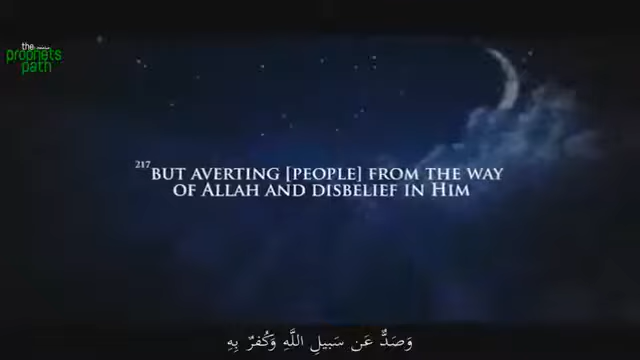 the
prophets
path
217 BUT AVERTING [PEOPLE] FROM THE WAY
OF ALLAH AND DISBELIEF IN HIM
وَصَدٌّ عَن سَبِيلِ اللَّهِ وَكُفْرٌ بِهِ